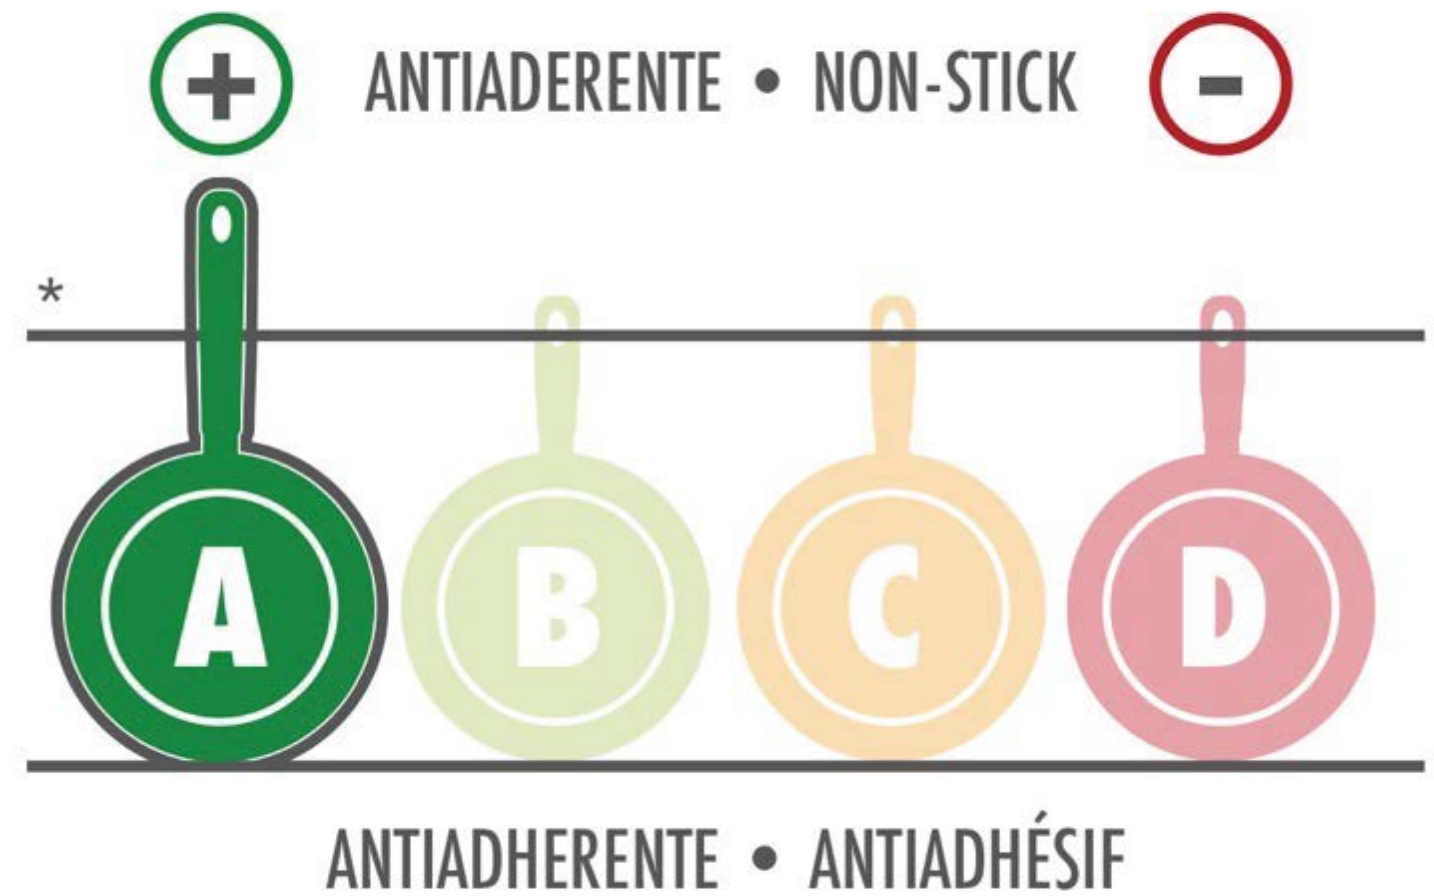 + ANTIADERENTE • NON-STICK -
*
A B C D
ANTIADHERENTE • ANTIADHÉSIF